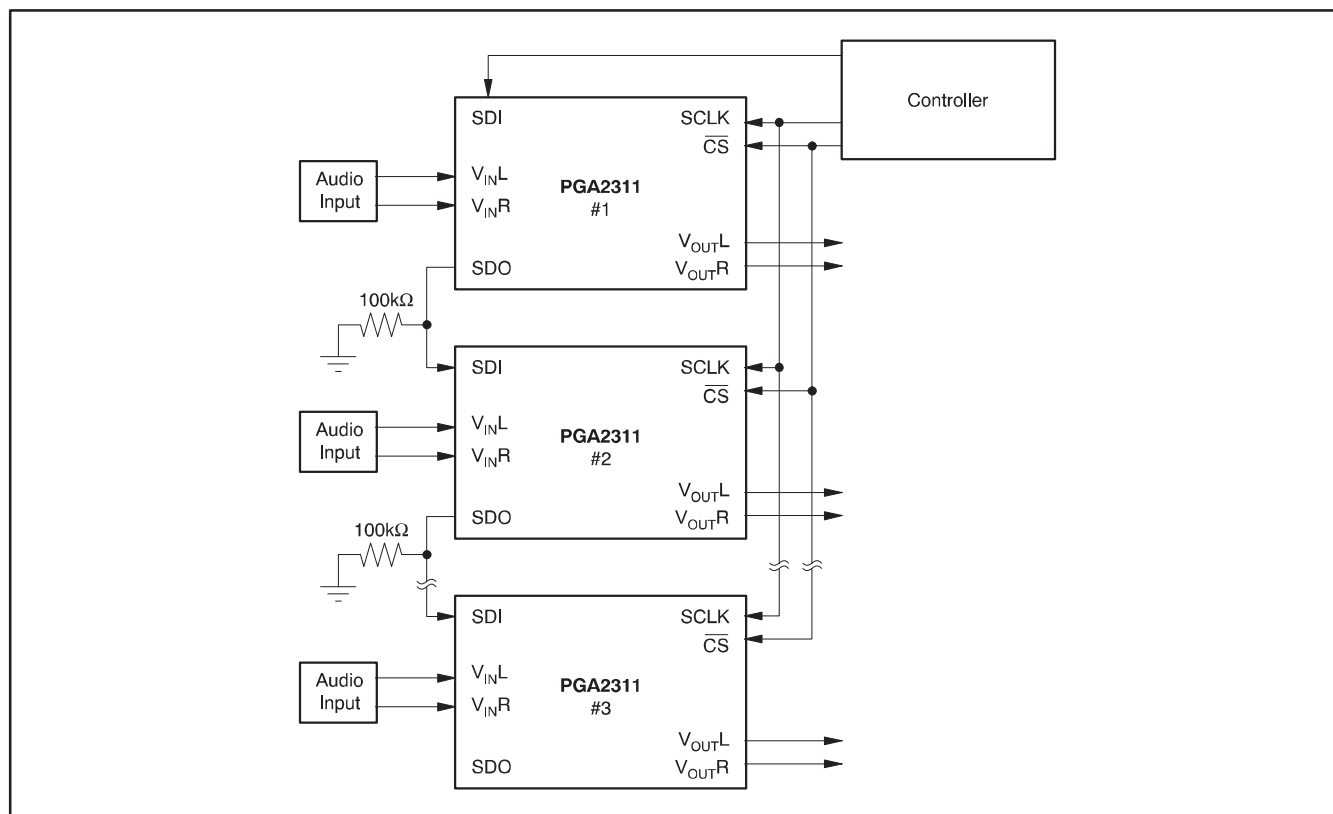 Controller
SDI
SCLK
CS
Audio
Input
VINL
VINR
PGA2311
#1
VOUTL
VOUTR
SDO
100kΩ
SDI
SCLK
CS
Audio
Input
VINL
VINR
PGA2311
#2
VOUTL
VOUTR
SDO
100kΩ
SDI
SCLK
CS
Audio
Input
VINL
VINR
PGA2311
#3
VOUTL
VOUTR
SDO